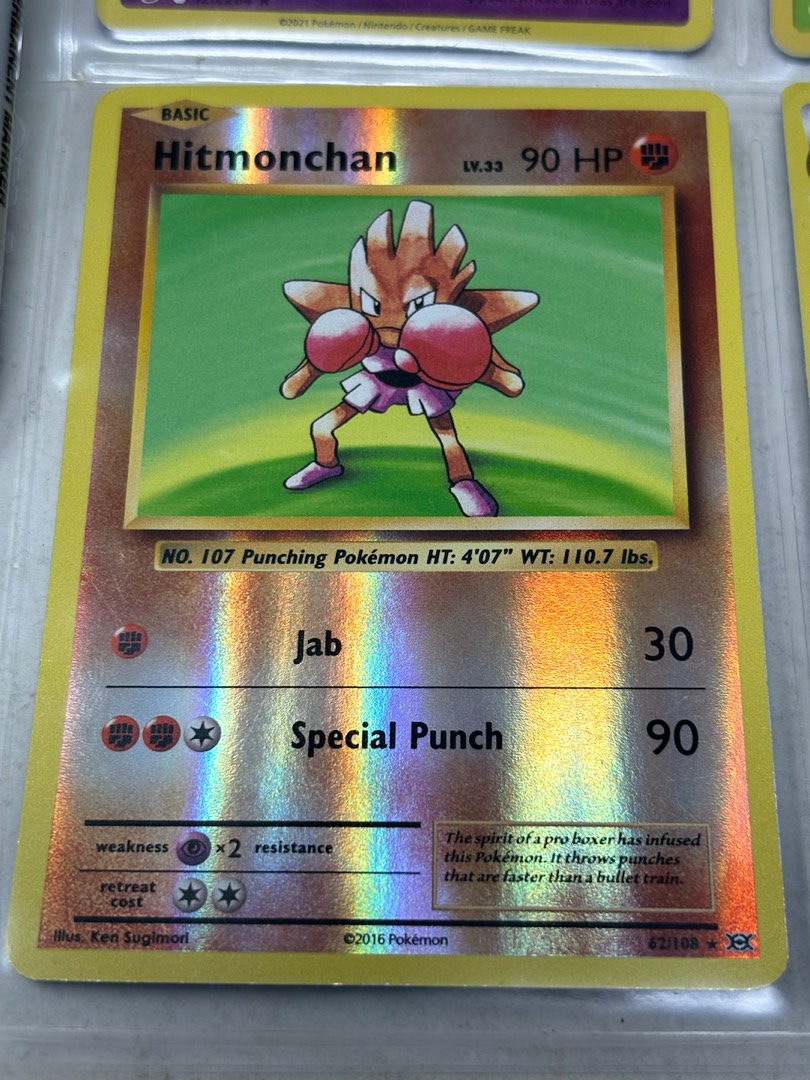 ©2021 Pokémon / Nintendo / Creatures / GAME FREAK
BASIC
Hitmonchan LV.33 90 HP
NO. 107 Punching Pokémon HT: 4'07" WT: 110.7 lbs.
Jab 30
Special Punch 90
weakness ×2 resistance
retreat
cost
The spirit of a pro boxer has infused
this Pokémon. It throws punches
that are faster than a bullet train.
Illus. Ken Sugimori ©2016 Pokémon 62/108